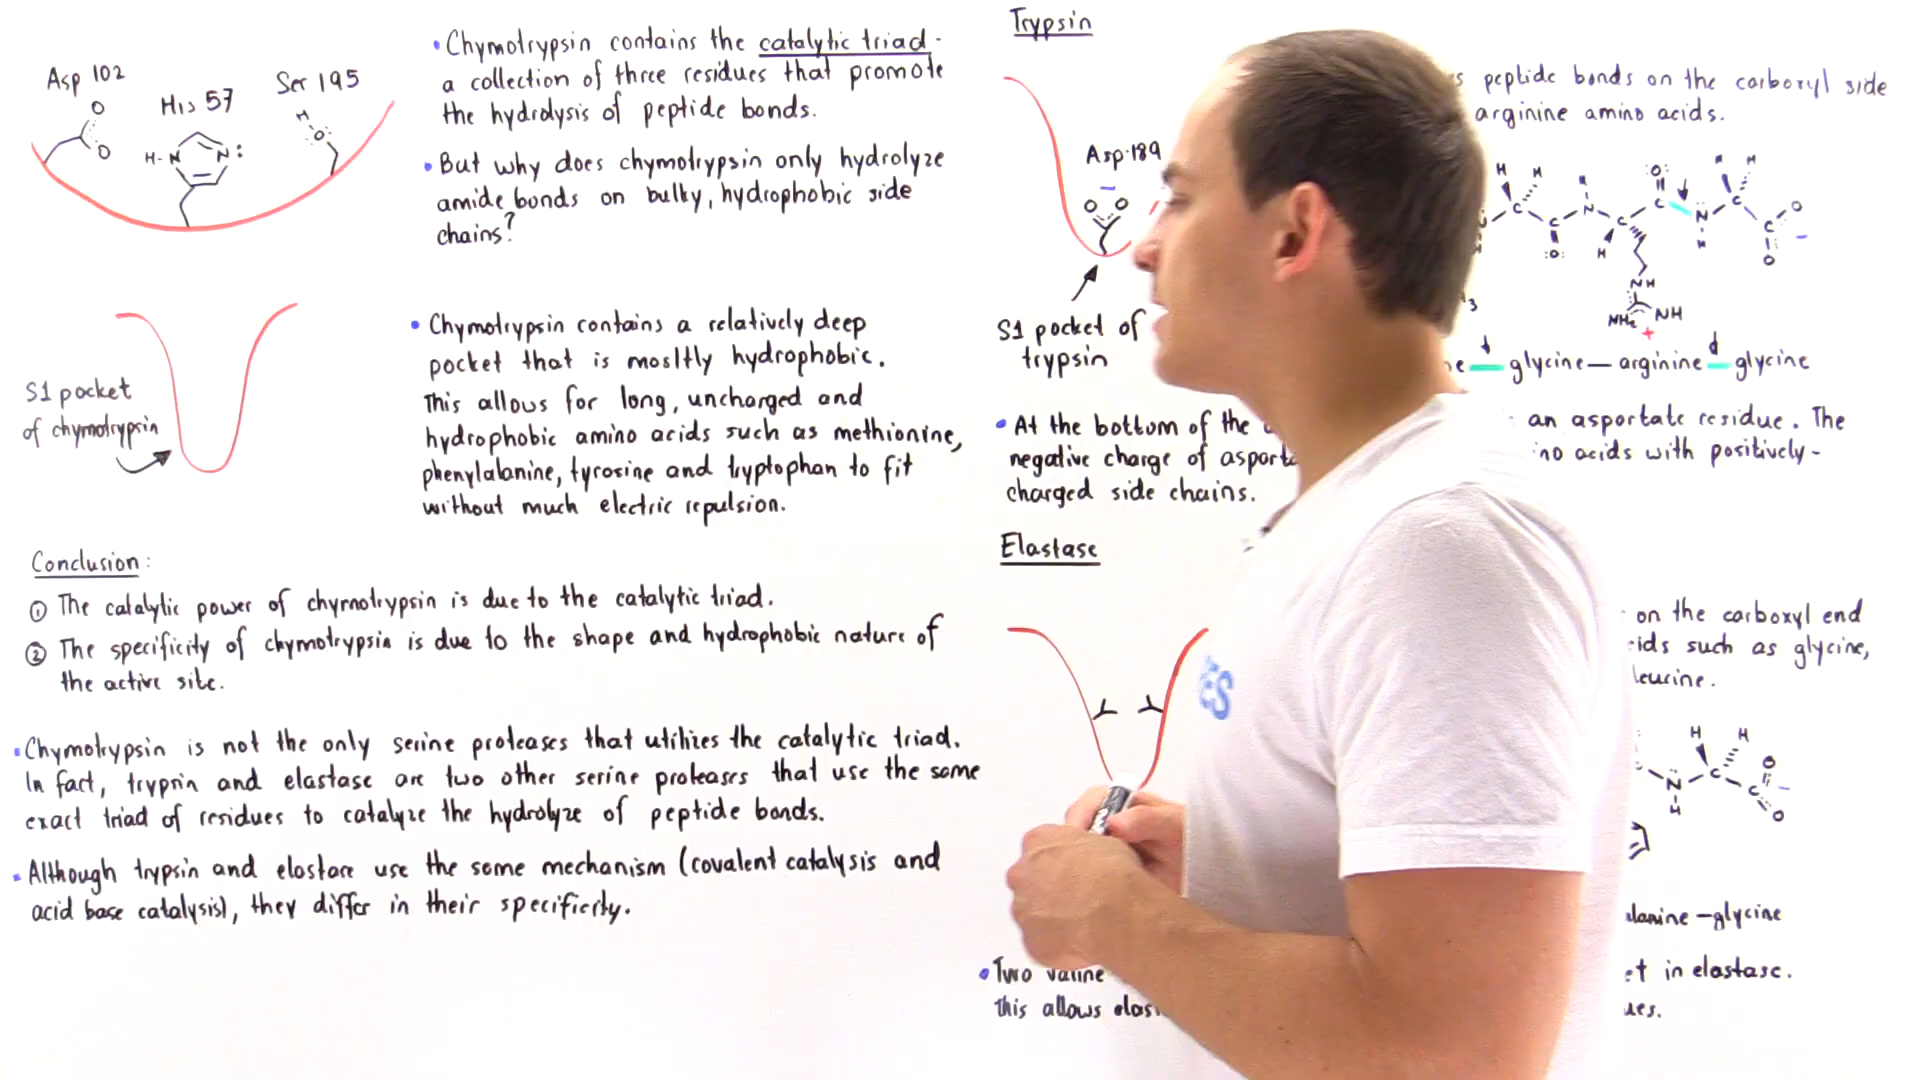 Asp 102
His 57
Ser 195
• Chymotrypsin contains the catalytic triad -
a collection of three residues that promote
the hydrolysis of peptide bonds.
• But why does chymotrypsin only hydrolyze
amide bonds on bulky, hydrophobic side
chains?
S1 pocket
of chymotrypsin
• Chymotrypsin contains a relatively deep
pocket that is mosltly hydrophobic.
This allows for long, uncharged and
hydrophobic amino acids such as methionine,
phenylalanine, tyrosine and tryptophan to fit
without much electric repulsion.
Conclusion:
① The catalytic power of chymotrypsin is due to the catalytic triad.
② The specificity of chymotrypsin is due to the shape and hydrophobic nature of
the active site.
• Chymotrypsin is not the only serine proteases that utilizes the catalytic triad.
In fact, trypsin and elastase are two other serine proteases that use the same
exact triad of residues to catalyze the hydrolyze of peptide bonds.
• Although trypsin and elastase use the same mechanism (covalent catalysis and
acid base catalysis), they differ in their specificity.
Trypsin
peptide bonds on the carboxyl side
arginine amino acids.
Asp 189
S1 pocket of
trypsin
glycine — arginine — glycine
• At the bottom of the
an aspartate residue. The
negative charge of
acids with positively-
charged side chains.
Elastase
on the carboxyl end
such as glycine,
leucine.
glycine
• Two valine
in elastase.
this allows
ES